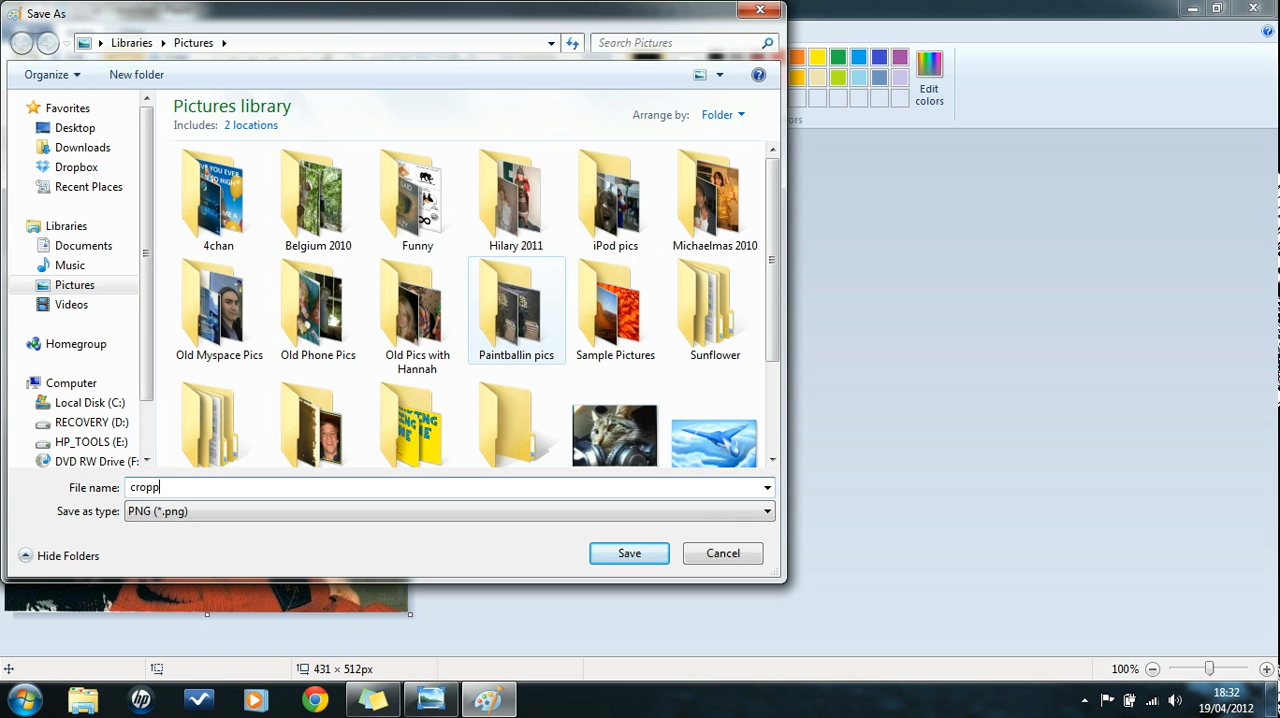 Save As
Libraries Pictures
Search Pictures
Organize
New folder
Edit
colors
Favorites
Desktop
Downloads
Dropbox
Recent Places
Libraries
Documents
Music
Pictures
Videos
Homegroup
Computer
Local Disk (C:)
RECOVERY (D:)
HP_TOOLS (E:)
DVD RW Drive (F:
Pictures library
Includes: 2 locations
Arrange by: Folder
4chan
Belgium 2010
Funny
Hilary 2011
iPod pics
Michaelmas 2010
Old Myspace Pics
Old Phone Pics
Old Pics with
Hannah
Paintballin pics
Sample Pictures
Sunflower
File name: cropp
Save as type: PNG (*.png)
Hide Folders
Save
Cancel
431 × 512px
100%
18:32
19/04/2012